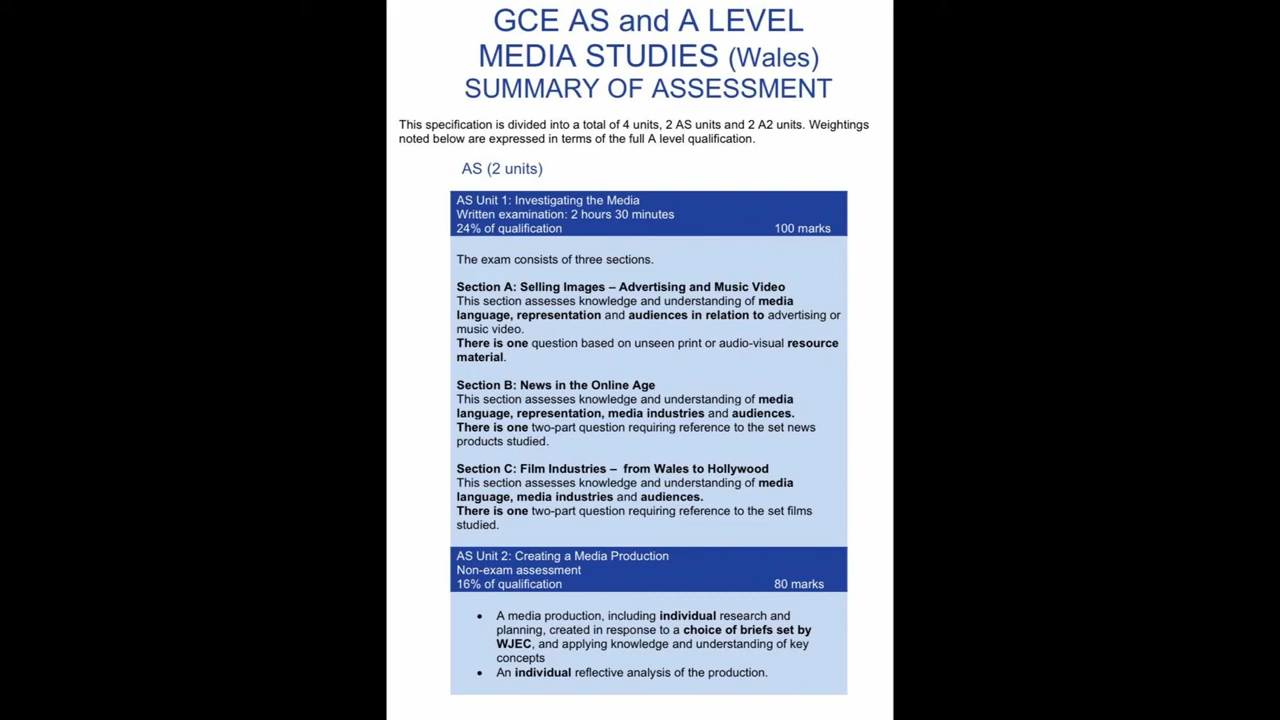 GCE AS and A LEVEL
MEDIA STUDIES (Wales)
SUMMARY OF ASSESSMENT
This specification is divided into a total of 4 units, 2 AS units and 2 A2 units. Weightings
noted below are expressed in terms of the full A level qualification.
AS (2 units)
AS Unit 1: Investigating the Media
Written examination: 2 hours 30 minutes
24% of qualification 100 marks
The exam consists of three sections.
Section A: Selling Images – Advertising and Music Video
This section assesses knowledge and understanding of media
language, representation and audiences in relation to advertising or
music video.
There is one question based on unseen print or audio-visual resource
material.
Section B: News in the Online Age
This section assesses knowledge and understanding of media
language, representation, media industries and audiences.
There is one two-part question requiring reference to the set news
products studied.
Section C: Film Industries – from Wales to Hollywood
This section assesses knowledge and understanding of media
language, media industries and audiences.
There is one two-part question requiring reference to the set films
studied.
AS Unit 2: Creating a Media Production
Non-exam assessment
16% of qualification 80 marks
• A media production, including individual research and
planning, created in response to a choice of briefs set by
WJEC, and applying knowledge and understanding of key
concepts
• An individual reflective analysis of the production.